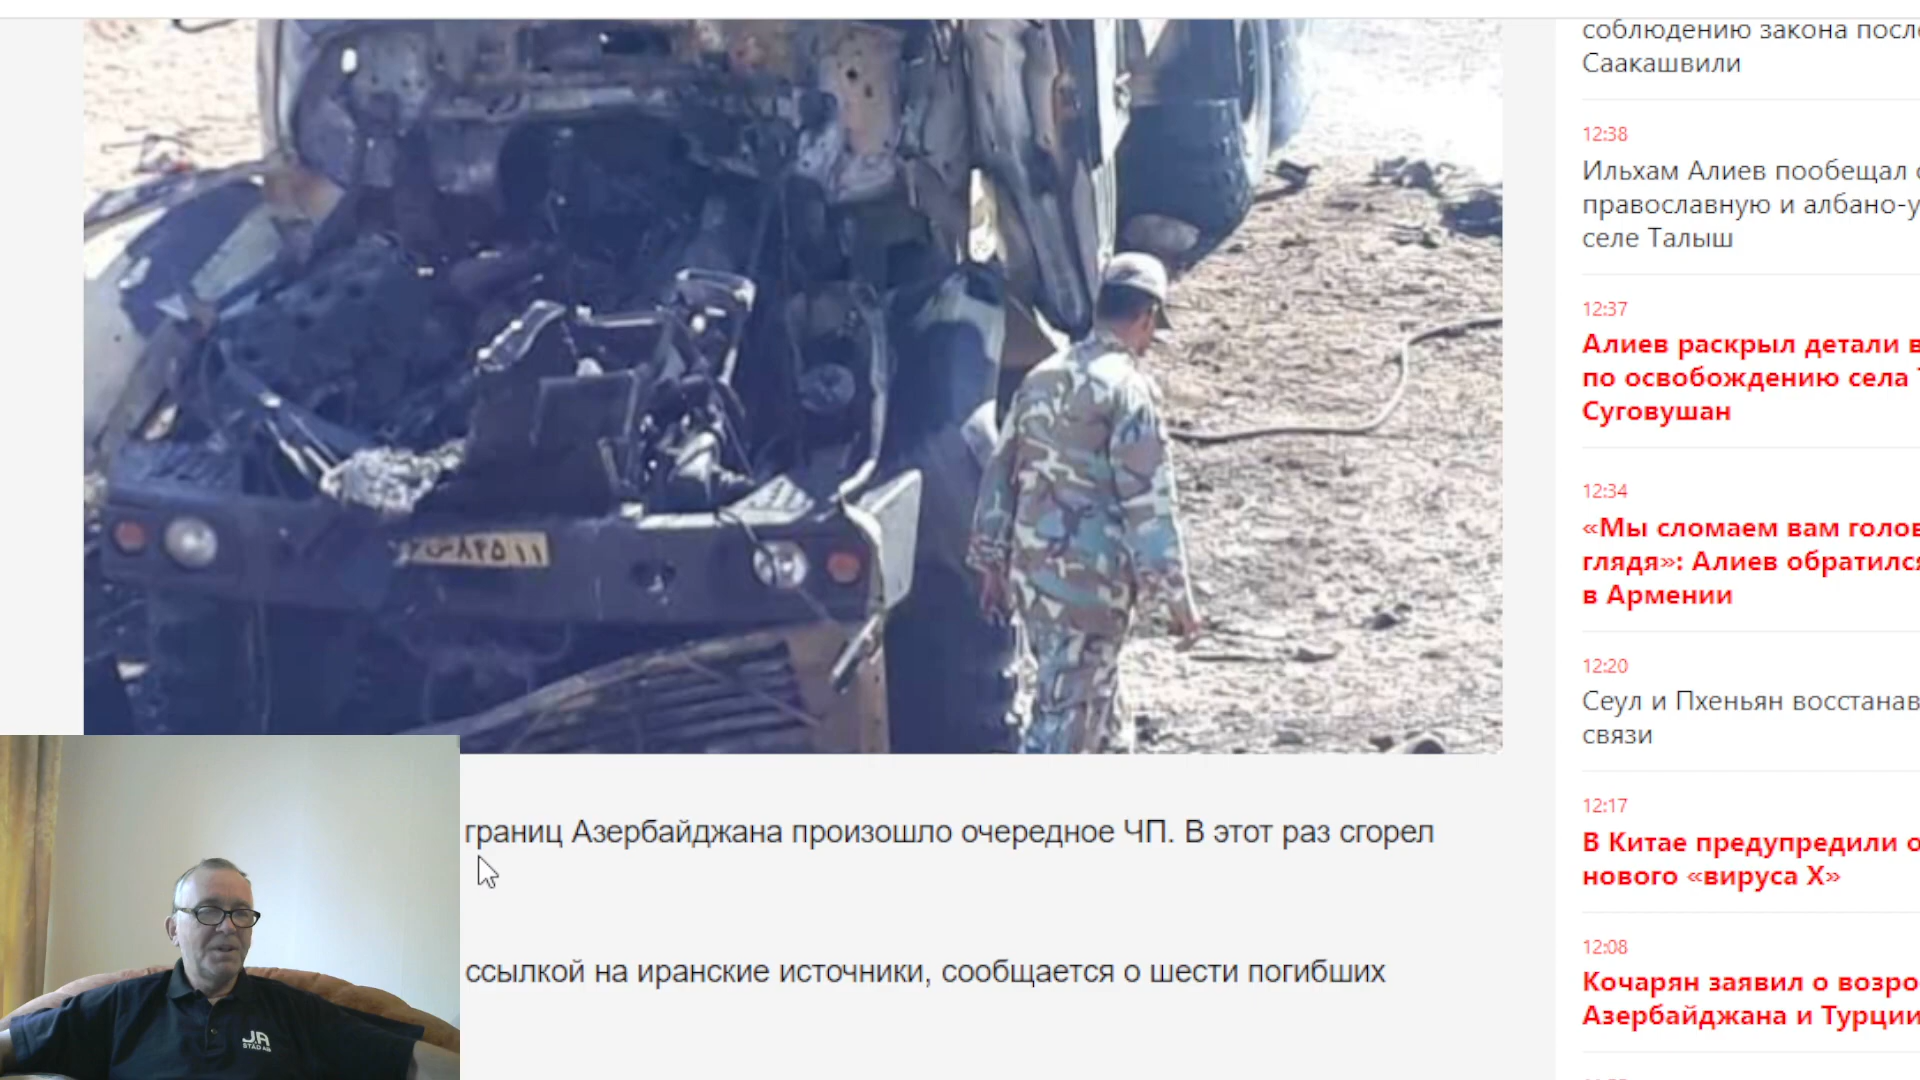 соблюдению закона после
Саакашвили
12:38
Ильхам Алиев пообещал
православную и албано-у
селе Талыш
12:37
Алиев раскрыл детали в
по освобождению села
Суговушан
12:34
«Мы сломаем вам голов
глядя»: Алиев обратился
в Армении
12:20
Сеул и Пхеньян восстанав
связи
12:17
В Китае предупредили о
нового «вируса Х»
12:08
Кочарян заявил о возро
Азербайджана и Турции
границ Азербайджана произошло очередное ЧП. В этот раз сгорел
ссылкой на иранские источники, сообщается о шести погибших
J.A
STÄD AB